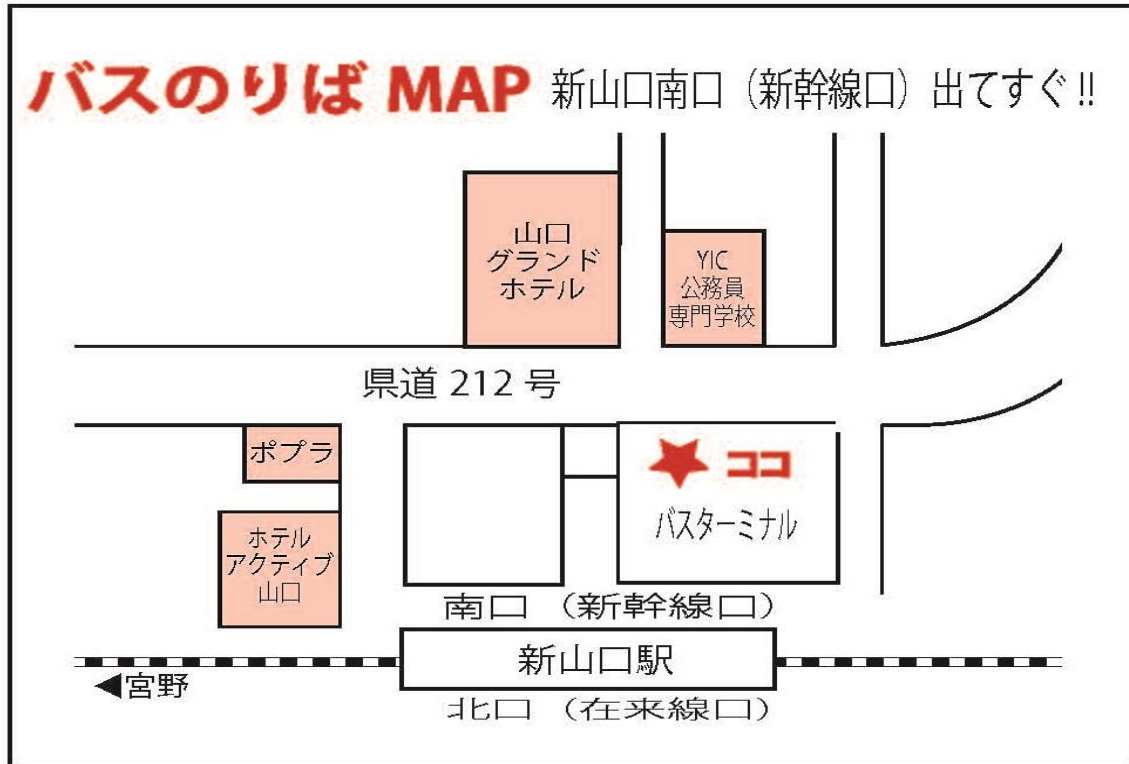 バスのりば MAP 新山口南口（新幹線口）出てすぐ!!
山口
グランド
ホテル
YIC
公務員
専門学校
県道 212 号
ポプラ
★ ココ
バスターミナル
ホテル
アクティブ
山口
南口（新幹線口）
新山口駅
◀宮野
北口（在来線口）